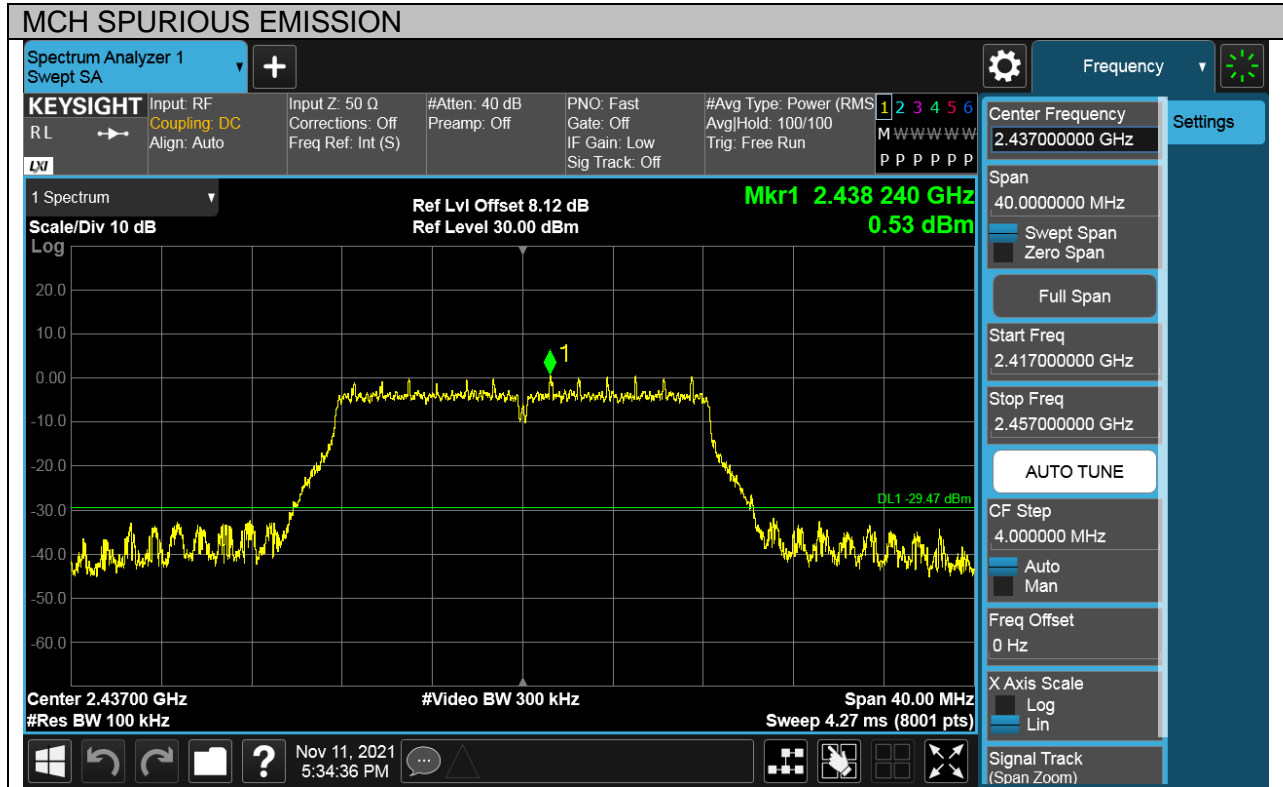 MCH SPURIOUS EMISSION
Spectrum Analyzer 1
Swept SA
Frequency
KEYSIGHT
R L
LXI
Input: RF
Coupling: DC
Align: Auto
Input Z: 50 Ω
Corrections: Off
Freq Ref: Int (S)
#Atten: 40 dB
Preamp: Off
PNO: Fast
Gate: Off
IF Gain: Low
Sig Track: Off
#Avg Type: Power (RMS
Avg|Hold: 100/100
Trig: Free Run
1 2 3 4 5 6
M W W W W W
P P P P P P
1 Spectrum
Scale/Div 10 dB
Ref Lvl Offset 8.12 dB
Ref Level 30.00 dBm
Mkr1 2.438 240 GHz
0.53 dBm
Log
20.0
10.0
0.00
-10.0
-20.0
-30.0
-40.0
-50.0
-60.0
1
DL1 -29.47 dBm
Center 2.43700 GHz
#Res BW 100 kHz
#Video BW 300 kHz
Span 40.00 MHz
Sweep 4.27 ms (8001 pts)
Nov 11, 2021
5:34:36 PM
Center Frequency
2.437000000 GHz
Settings
Span
40.0000000 MHz
Swept Span
Zero Span
Full Span
Start Freq
2.417000000 GHz
Stop Freq
2.457000000 GHz
AUTO TUNE
CF Step
4.000000 MHz
Auto
Man
Freq Offset
0 Hz
X Axis Scale
Log
Lin
Signal Track
(Span Zoom)